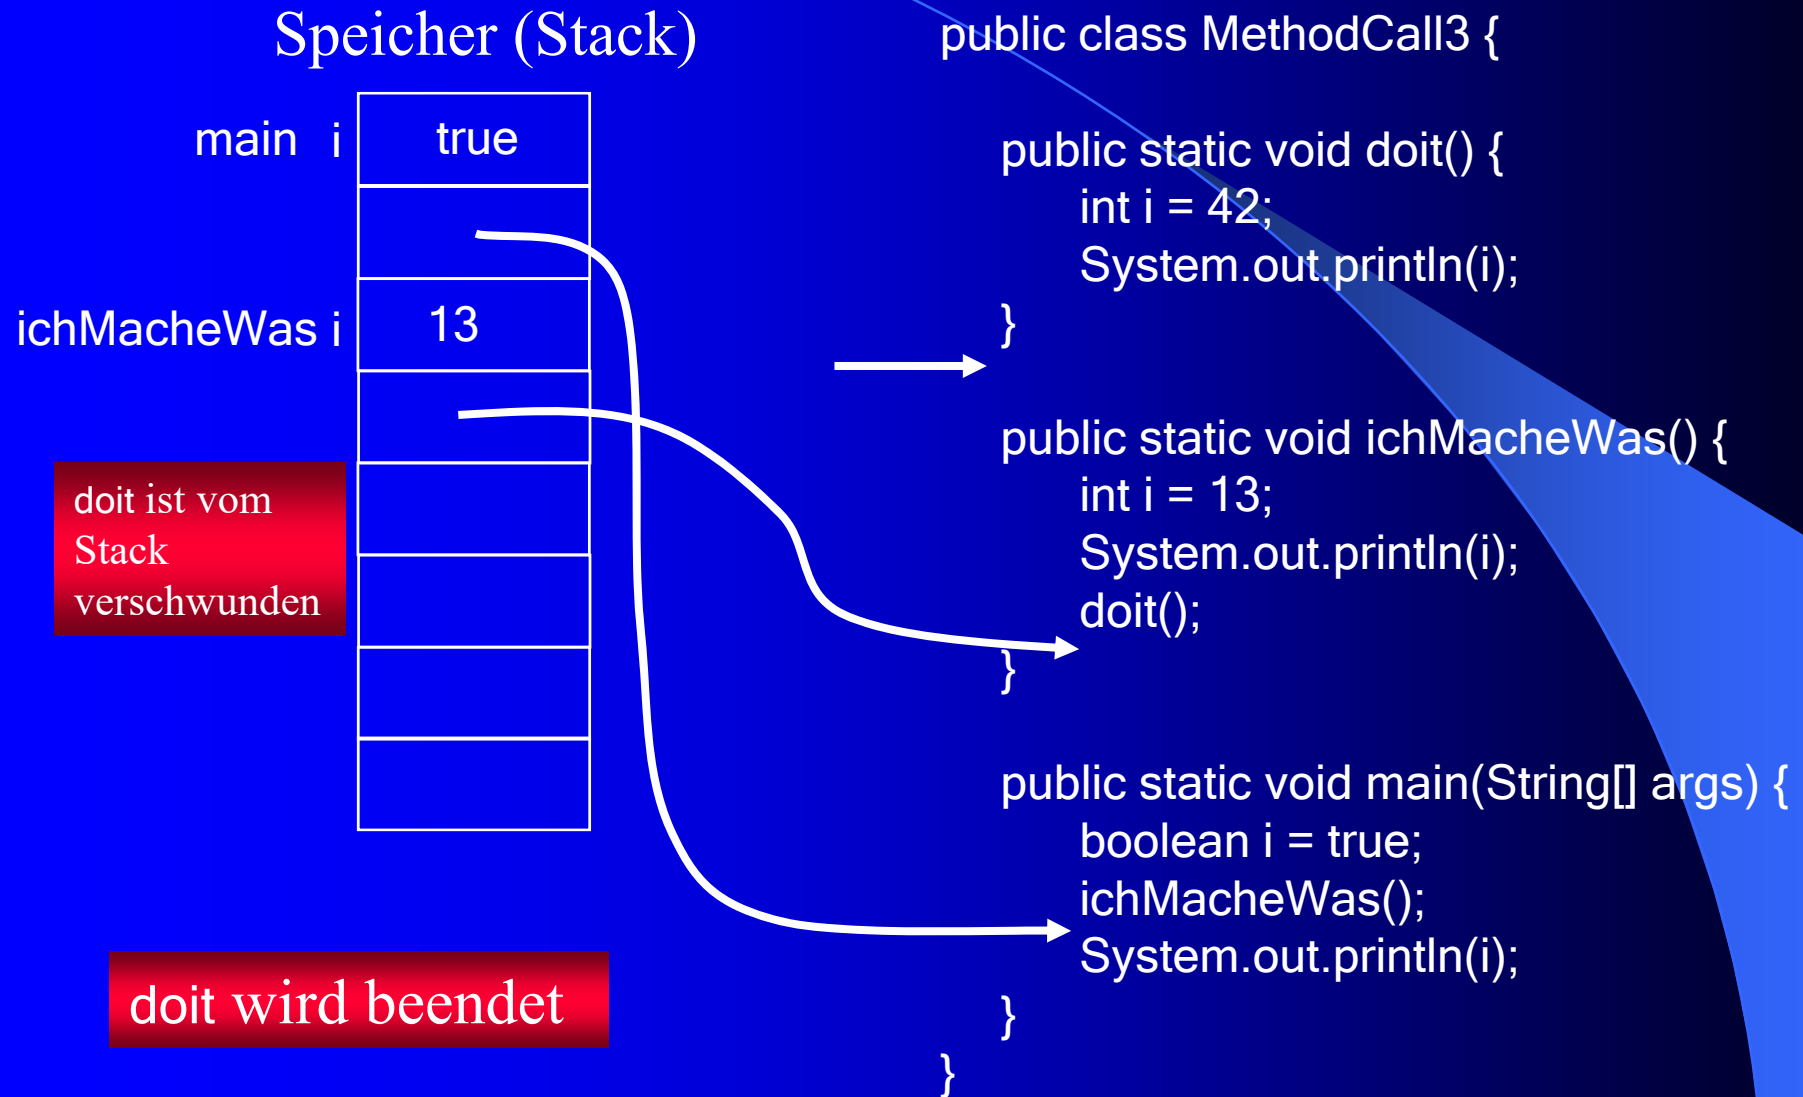 Speicher (Stack)
main i true
ichMacheWas i 13
doit ist vom
Stack
verschwunden
doit wird beendet
public class MethodCall3 {
public static void doit() {
int i = 42;
System.out.println(i);
}
public static void ichMacheWas() {
int i = 13;
System.out.println(i);
doit();
}
public static void main(String[] args) {
boolean i = true;
ichMacheWas();
System.out.println(i);
}
}